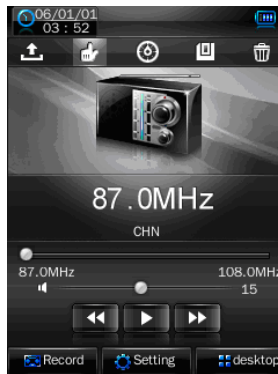 06/01/01
03 : 52
87.0MHz
CHN
87.0MHz 108.0MHz
15
Record Setting desktop